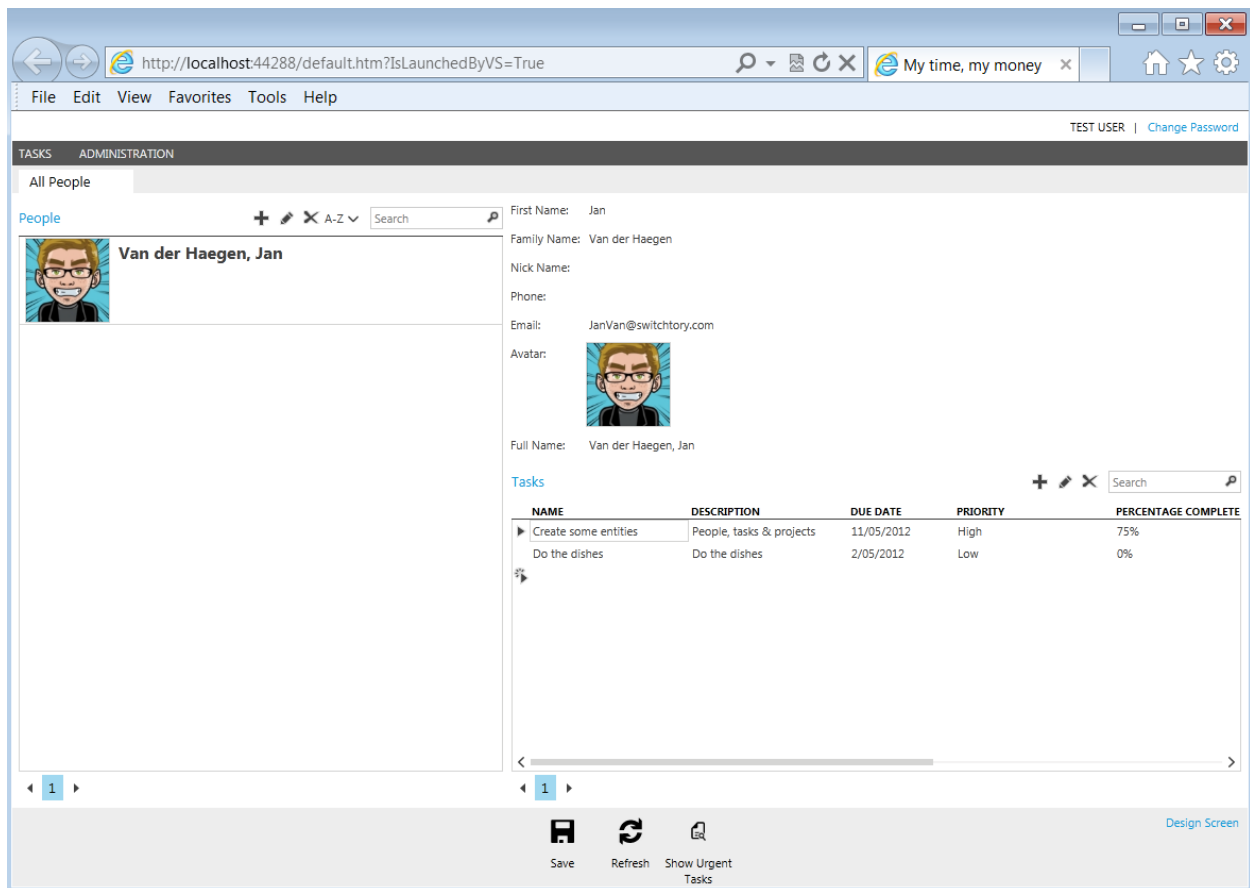 http://localhost:44288/default.htm?IsLaunchedByVS=True
My time, my money
File Edit View Favorites Tools Help
TEST USER | Change Password
TASKS ADMINISTRATION
All People
People A-Z Search
Van der Haegen, Jan
First Name: Jan
Family Name: Van der Haegen
Nick Name:
Phone:
Email: JanVan@switchtory.com
Avatar:
Full Name: Van der Haegen, Jan
Tasks Search
NAME DESCRIPTION DUE DATE PRIORITY PERCENTAGE COMPLETE
Create some entities People, tasks & projects 11/05/2012 High 75%
Do the dishes Do the dishes 2/05/2012 Low 0%
1
1
Save Refresh Show Urgent
Tasks
Design Screen